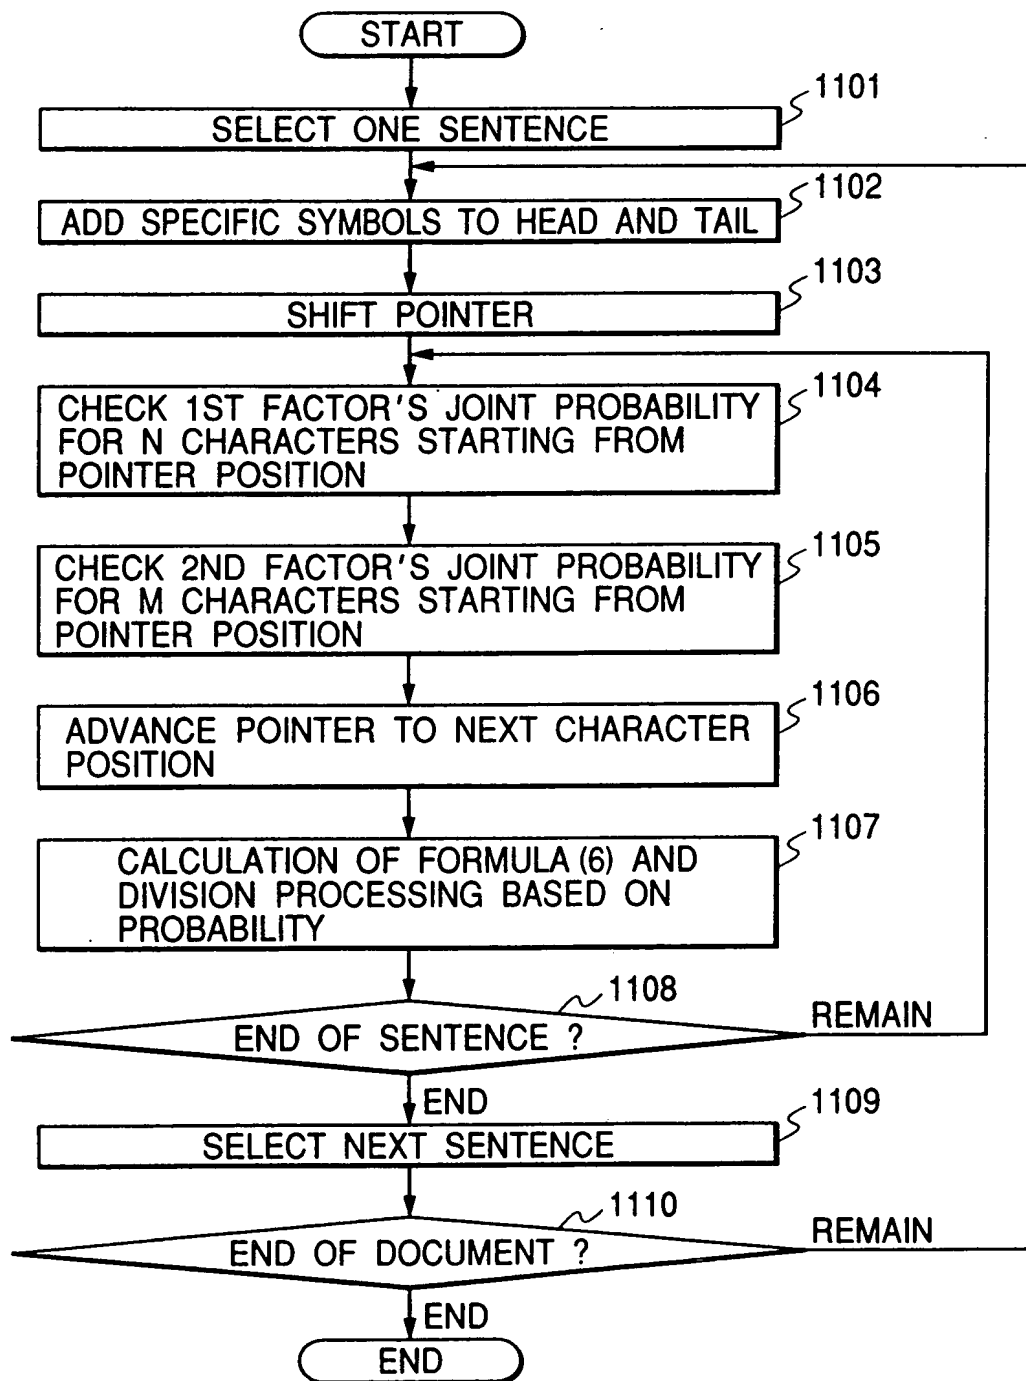 START
1101
SELECT ONE SENTENCE
1102
ADD SPECIFIC SYMBOLS TO HEAD AND TAIL
1103
SHIFT POINTER
1104
CHECK 1ST FACTOR'S JOINT PROBABILITY
FOR N CHARACTERS STARTING FROM
POINTER POSITION
1105
CHECK 2ND FACTOR'S JOINT PROBABILITY
FOR M CHARACTERS STARTING FROM
POINTER POSITION
1106
ADVANCE POINTER TO NEXT CHARACTER
POSITION
1107
CALCULATION OF FORMULA (6) AND
DIVISION PROCESSING BASED ON
PROBABILITY
1108
END OF SENTENCE ?
REMAIN
END
1109
SELECT NEXT SENTENCE
1110
END OF DOCUMENT ?
REMAIN
END
END